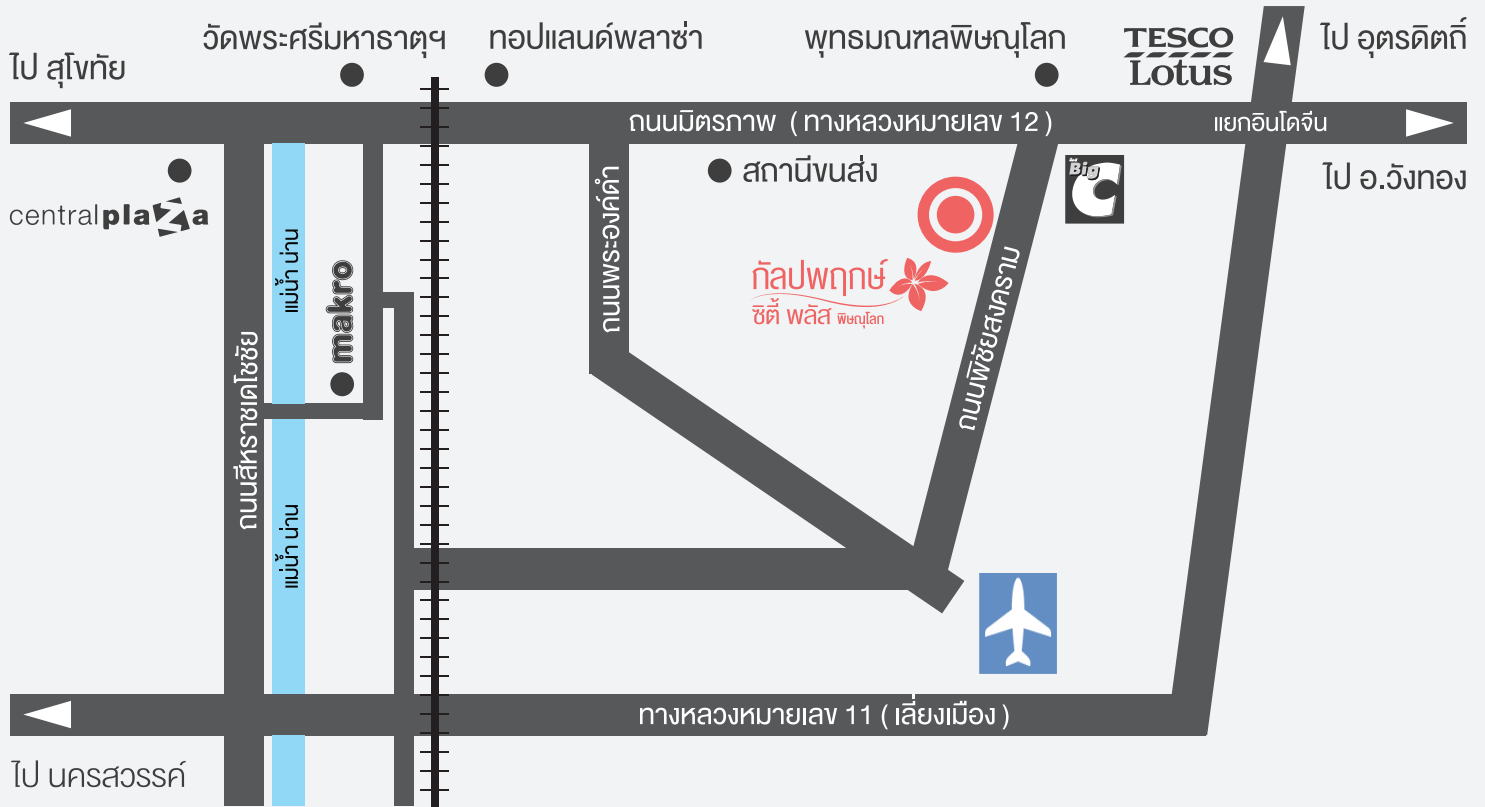 วัดพระศรีมหาธาตุฯ
ทอปแลนด์พลาซ่า
พุทธมณฑลพิษณุโลก
TESCO
Lotus
ไป อุตรดิตถิ์
ไป สุโขทัย
ถนนมิตรภาพ ( ทางหลวงหมายเลข 12 )
แยกอินโดจีน
สถานีขนส่ง
Big
C
ไป อ.วังทอง
centralplaza
แม่น้ำ น่าน
makro
ถนนพระองค์ดำ
กัลปพฤกษ์
ซิตี้ พลัส พิษณุโลก
ถนนพิชัยสงคราม
ถนนสีหราชเดโชชัย
แม่น้ำ น่าน
ทางหลวงหมายเลข 11 ( เลี่ยงเมือง )
ไป นครสวรรค์